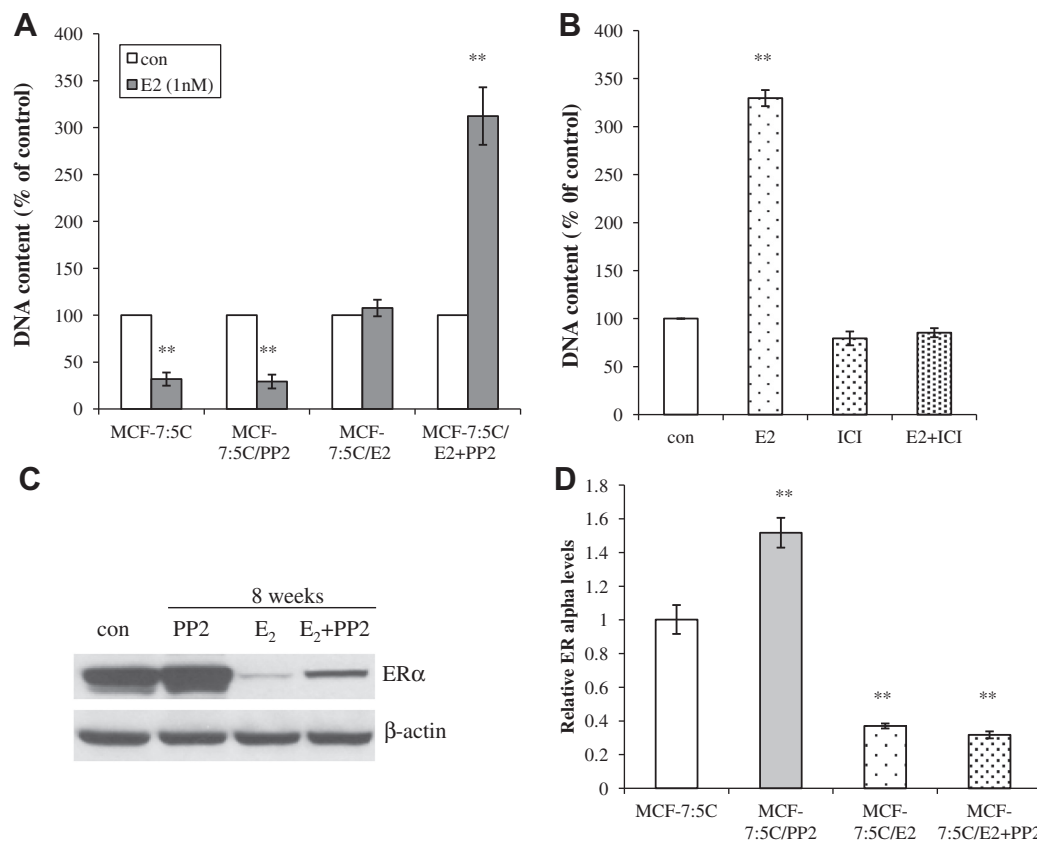 A
DNA content (% of control)
400
350
300
250
200
150
100
50
0
con
E2 (1nM)
**
**
**
MCF-7:5C
MCF-
7:5C/PP2
MCF-
7:5C/E2
MCF-7:5C/
E2+PP2
B
DNA content (% 0f control)
400
350
300
250
200
150
100
50
0
**
con
E2
ICI
E2+ICI
C
8 weeks
con
PP2
E2
E2+PP2
ERα
β-actin
D
Relative ER alpha levels
1.8
1.6
1.4
1.2
1
0.8
0.6
0.4
0.2
0
**
**
**
MCF-7:5C
MCF-
7:5C/PP2
MCF-
7:5C/E2
MCF-
7:5C/E2+PP2